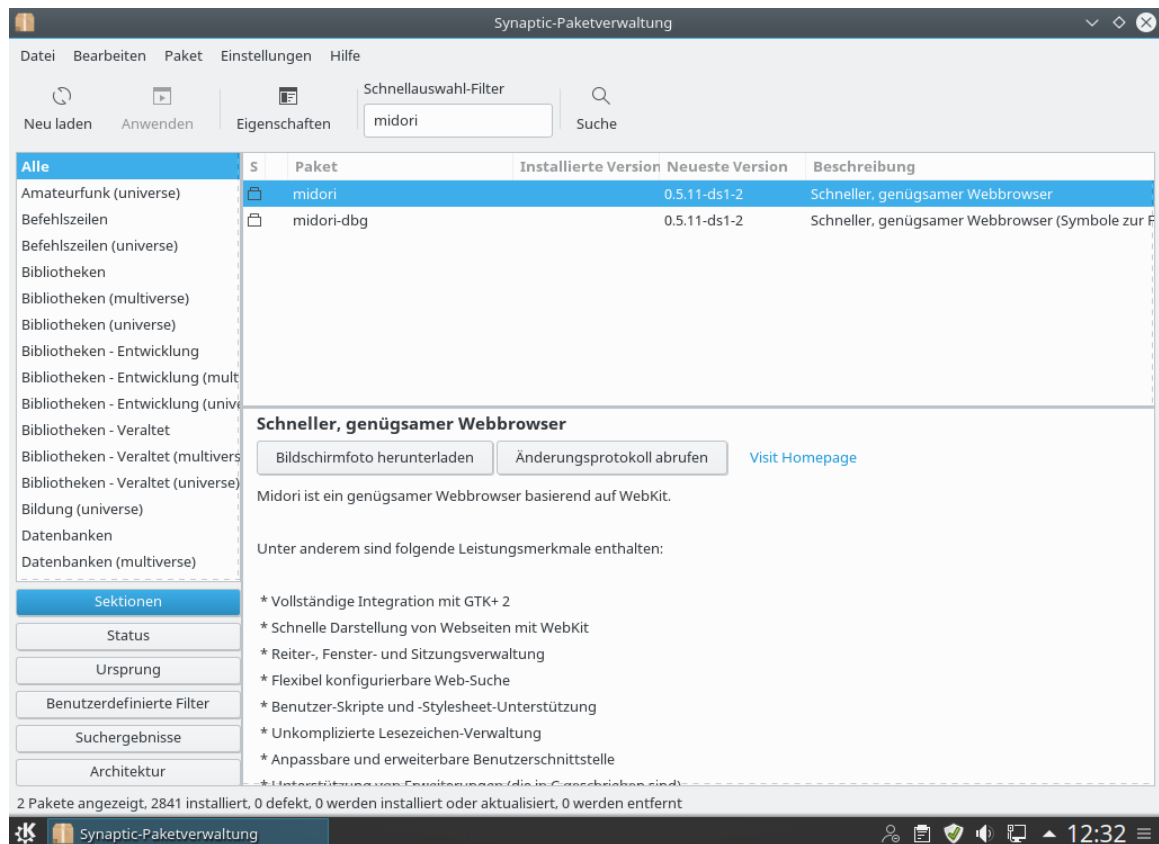 Synaptic-Paketverwaltung
Datei Bearbeiten Paket Einstellungen Hilfe
Neu laden Anwenden Eigenschaften Schnellauswahl-Filter midori Suche
Alle
Amateurfunk (universe)
Befehlszeilen
Befehlszeilen (universe)
Bibliotheken
Bibliotheken (multiverse)
Bibliotheken (universe)
Bibliotheken - Entwicklung
Bibliotheken - Entwicklung (mult
Bibliotheken - Entwicklung (unive
Bibliotheken - Veraltet
Bibliotheken - Veraltet (multivers
Bibliotheken - Veraltet (universe)
Bildung (universe)
Datenbanken
Datenbanken (multiverse)
Sektionen
Status
Ursprung
Benutzerdefinierte Filter
Suchergebnisse
Architektur
S Paket Installierte Version Neueste Version Beschreibung
midori 0.5.11-ds1-2 Schneller, genügsamer Webbrowser
midori-dbg 0.5.11-ds1-2 Schneller, genügsamer Webbrowser (Symbole zur F
Schneller, genügsamer Webbrowser
Bildschirmfoto herunterladen Änderungsprotokoll abrufen Visit Homepage
Midori ist ein genügsamer Webbrowser basierend auf WebKit.
Unter anderem sind folgende Leistungsmerkmale enthalten:
* Vollständige Integration mit GTK+ 2
* Schnelle Darstellung von Webseiten mit WebKit
* Reiter-, Fenster- und Sitzungsverwaltung
* Flexibel konfigurierbare Web-Suche
* Benutzer-Skripte und -Stylesheet-Unterstützung
* Unkomplizierte Lesezeichen-Verwaltung
* Anpassbare und erweiterbare Benutzerschnittstelle
* Unterstützung von Erweiterungen (die in C geschrieben sind)
2 Pakete angezeigt, 2841 installiert, 0 defekt, 0 werden installiert oder aktualisiert, 0 werden entfernt
Synaptic-Paketverwaltung 12:32